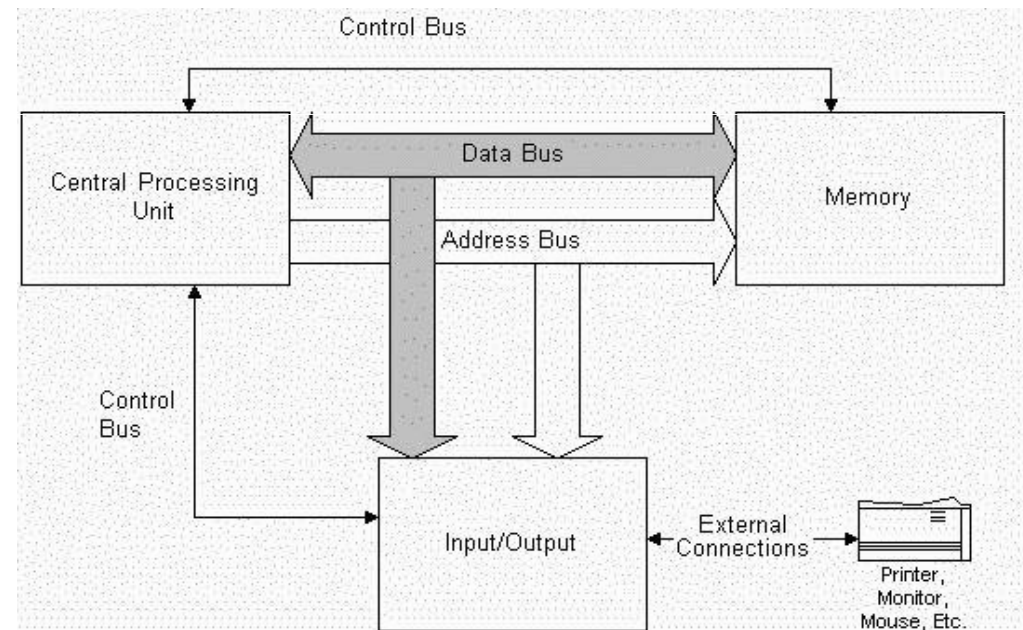 Control Bus
Data Bus
Central Processing
Unit
Memory
Address Bus
Control
Bus
Input/Output
External
Connections
Printer,
Monitor,
Mouse, Etc.